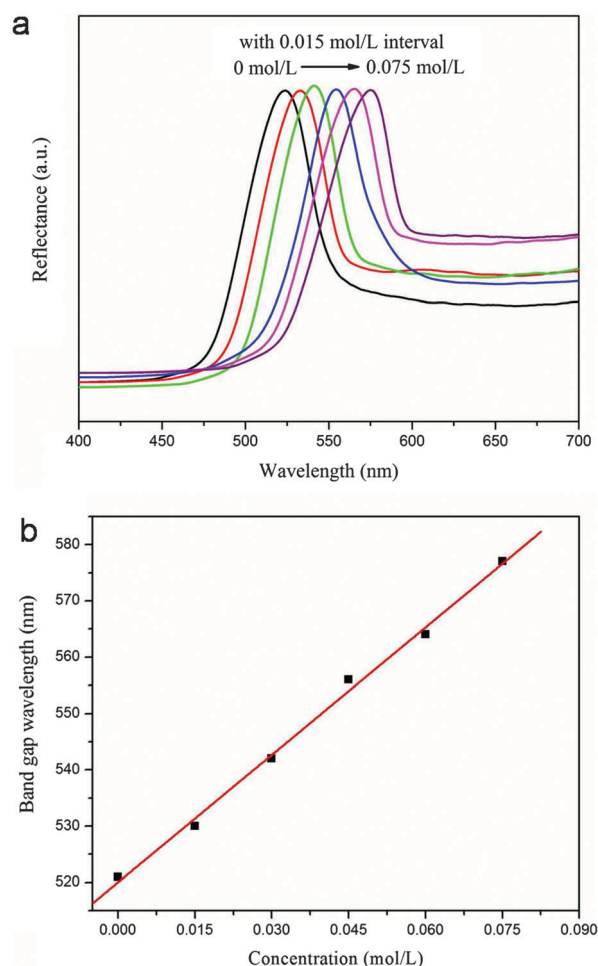 a
with 0.015 mol/L interval
0 mol/L 0.075 mol/L
Reflectance (a.u.)
400 450 500 550 600 650 700
Wavelength (nm)
b
580
570
560
550
540
530
520
Band gap wavelength (nm)
0.000 0.015 0.030 0.045 0.060 0.075 0.090
Concentration (mol/L)